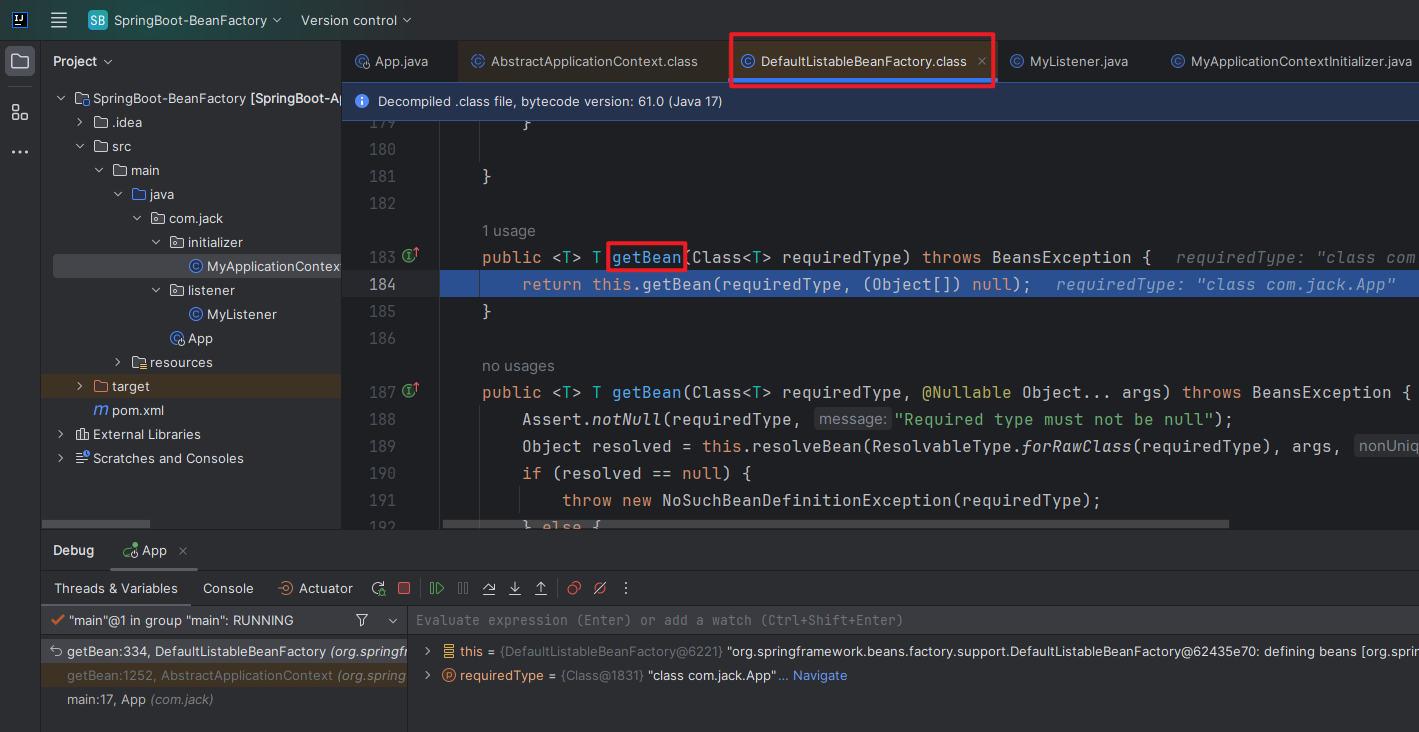 SB SpringBoot-BeanFactory Version control
Project
App.java AbstractApplicationContext.class DefaultListableBeanFactory.class MyListener.java MyApplicationContextInitializer.java
Decompiled .class file, bytecode version: 61.0 (Java 17)
SpringBoot-BeanFactory [SpringBoot-Ap
.idea
src
main
java
com.jack
initializer
MyApplicationContex
listener
MyListener
App
resources
target
pom.xml
External Libraries
Scratches and Consoles
179 }
180
181 }
182
1 usage
183 public <T> T getBean(Class<T> requiredType) throws BeansException { requiredType: "class com
184 return this.getBean(requiredType, (Object[]) null); requiredType: "class com.jack.App"
185 }
186
no usages
187 public <T> T getBean(Class<T> requiredType, @Nullable Object... args) throws BeansException {
188 Assert.notNull(requiredType, message: "Required type must not be null");
189 Object resolved = this.resolveBean(ResolvableType.forRawClass(requiredType), args, nonUniq
190 if (resolved == null) {
191 throw new NoSuchBeanDefinitionException(requiredType);
192 } else {
Debug App
Threads & Variables Console Actuator
"main"@1 in group "main": RUNNING
Evaluate expression (Enter) or add a watch (Ctrl+Shift+Enter)
getBean:334, DefaultListableBeanFactory (org.springfr
getBean:1252, AbstractApplicationContext (org.spring
main:17, App (com.jack)
this = {DefaultListableBeanFactory@6221} "org.springframework.beans.factory.support.DefaultListableBeanFactory@62435e70: defining beans [org.sprin
requiredType = {Class@1831} "class com.jack.App"... Navigate